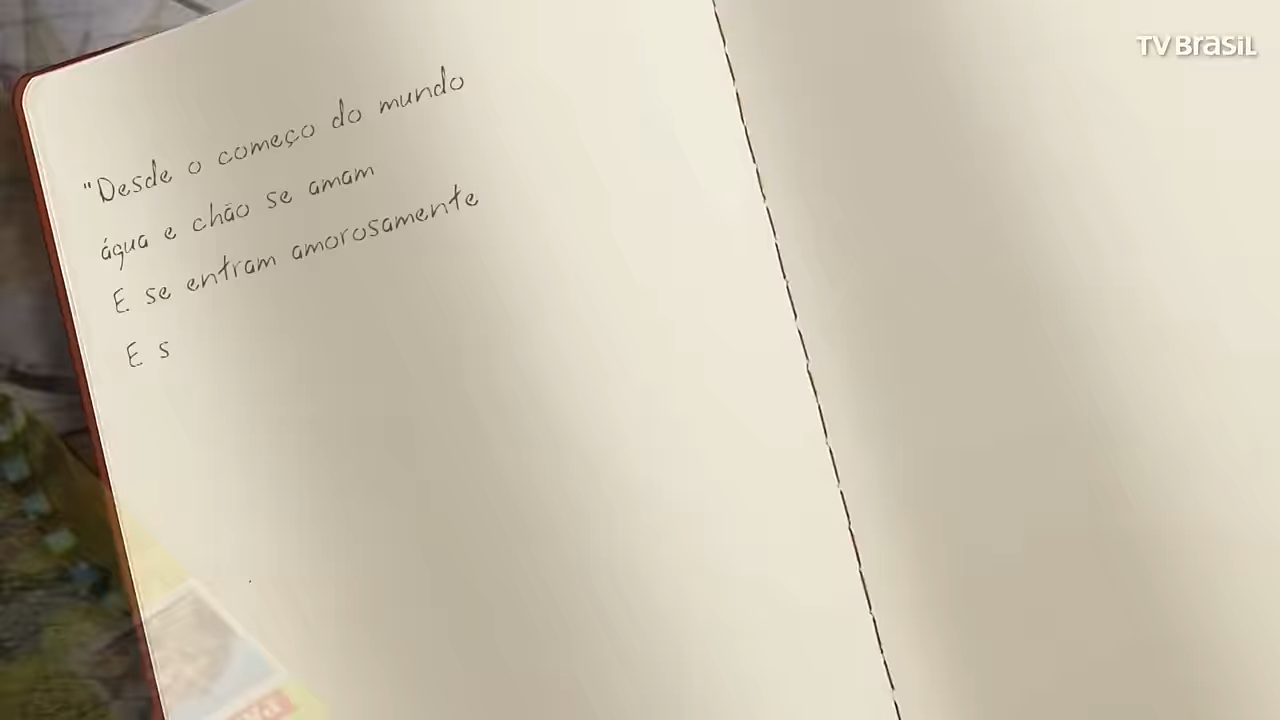 TV BRASIL
"Desde o começo do mundo
água e chão se amam
E se entram amorosamente
E s